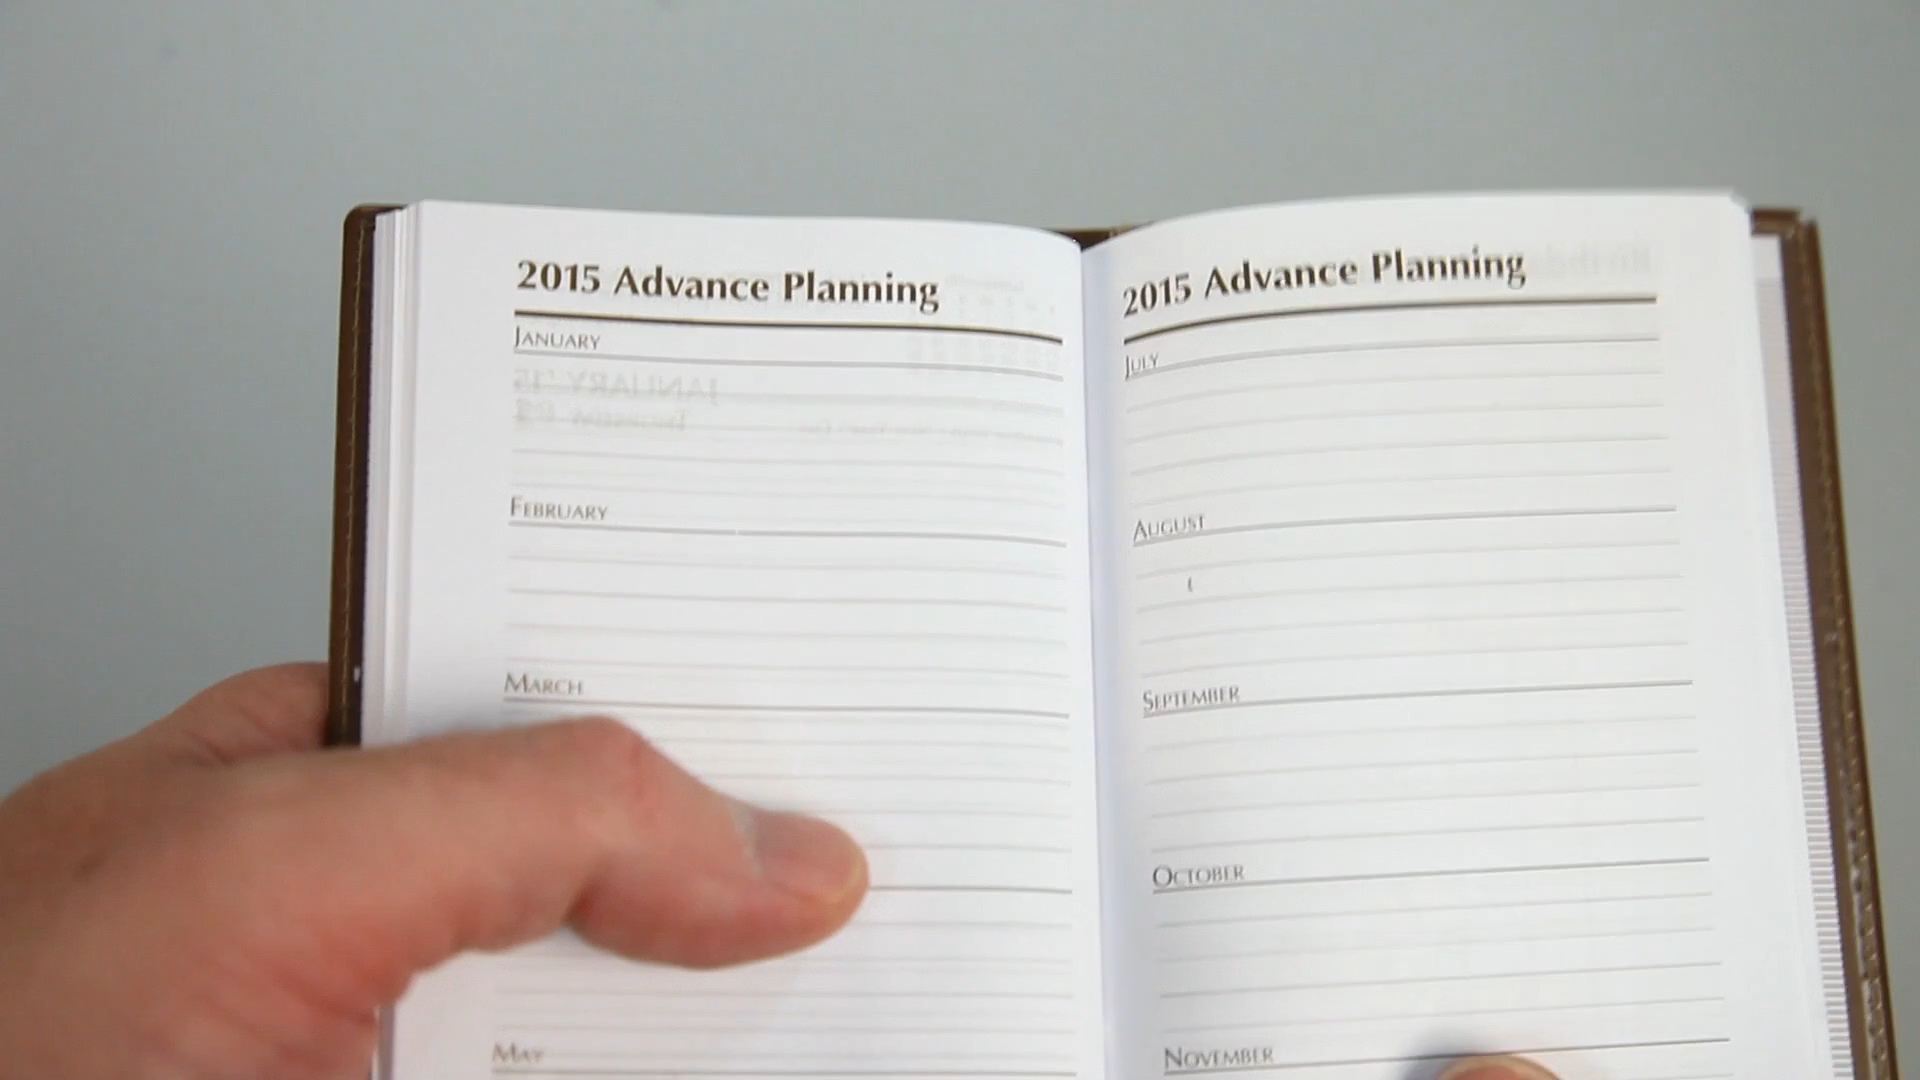 2015 Advance Planning
January
February
March
May
2015 Advance Planning
July
August
September
October
November